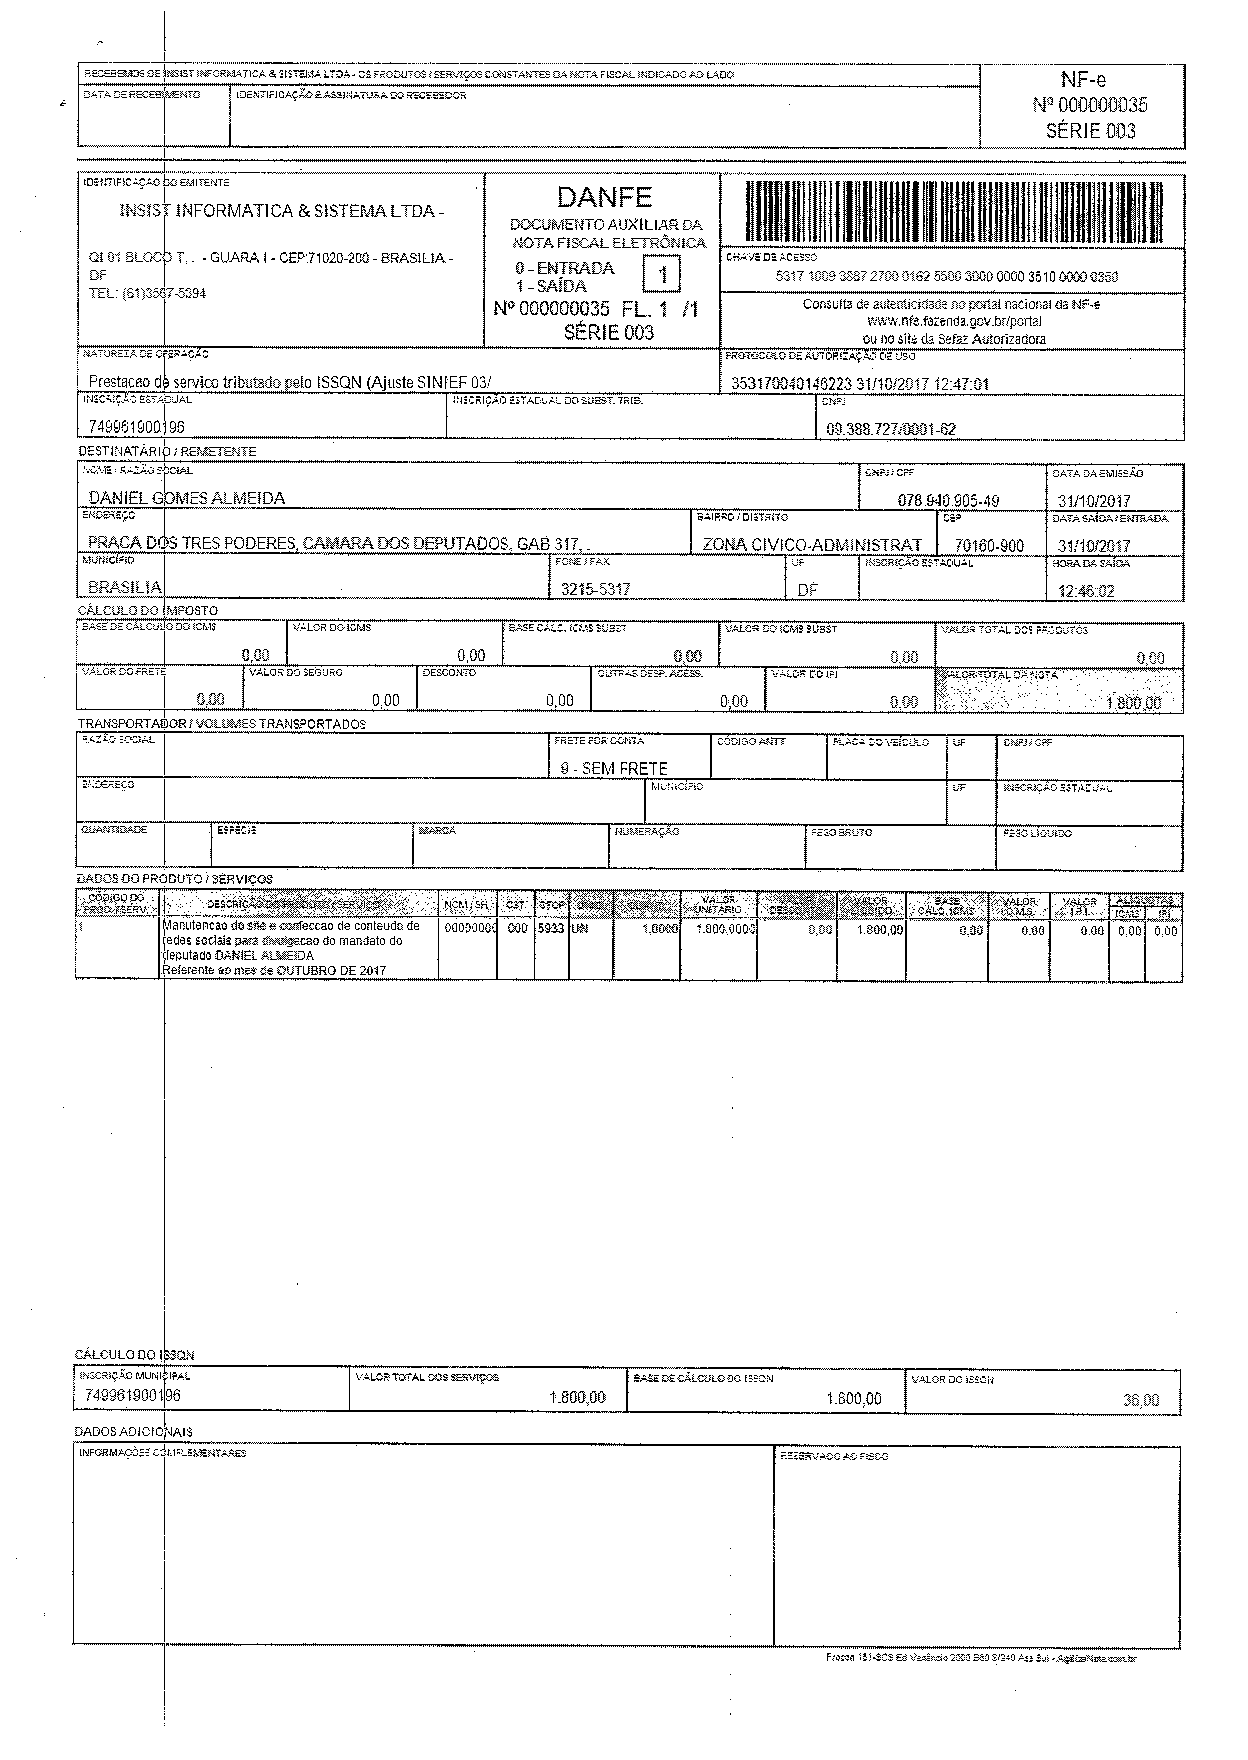 RECEBEMOS DE INSIST INFORMATICA & SISTEMA LTDA - OS PRODUTOS / SERVIÇOS CONSTANTES DA NOTA FISCAL INDICADO AO LADO
DATA DE RECEBIMENTO
IDENTIFICAÇÃO E ASSINATURA DO RECEBEDOR
NF-e
Nº 000000035
SÉRIE 003
IDENTIFICAÇÃO DO EMITENTE
INSIST INFORMATICA & SISTEMA LTDA -
QI 01 BLOCO T, . - GUARA I - CEP:71020-200 - BRASILIA -
DF
TEL: (61)3567-5394
DANFE
DOCUMENTO AUXILIAR DA
NOTA FISCAL ELETRÔNICA
0 - ENTRADA
1 - SAÍDA
1
Nº 000000035 FL. 1 /1
SÉRIE 003
CHAVE DE ACESSO
5317 1009 3887 2700 0162 5500 3000 0000 3510 0000 0350
Consulta de autenticidade no portal nacional da NF-e
www.nfe.fazenda.gov.br/portal
ou no site da Sefaz Autorizadora
NATUREZA DE OPERAÇÃO
Prestacao de servico tributado pelo ISSQN (Ajuste SINIEF 03/
PROTOCOLO DE AUTORIZAÇÃO DE USO
353170040146223 31/10/2017 12:47:01
INSCRIÇÃO ESTADUAL
749961900196
INSCRIÇÃO ESTADUAL DO SUBST. TRIB.
CNPJ
09.388.727/0001-62
DESTINATÁRIO / REMETENTE
NOME / RAZÃO SOCIAL
DANIEL GOMES ALMEIDA
CNPJ / CPF
078.940.905-49
DATA DA EMISSÃO
31/10/2017
ENDEREÇO
PRACA DOS TRES PODERES, CAMARA DOS DEPUTADOS, GAB 317, .
BAIRRO / DISTRITO
ZONA CIVICO-ADMINISTRAT
CEP
70160-900
DATA SAÍDA / ENTRADA
31/10/2017
MUNICÍPIO
BRASILIA
FONE / FAX
3215-5317
UF
DF
INSCRIÇÃO ESTADUAL
HORA DA SAÍDA
12:46:02
CÁLCULO DO IMPOSTO
BASE DE CÁLCULO DO ICMS
0,00
VALOR DO ICMS
0,00
BASE CÁLC. ICMS SUBST
0,00
VALOR DO ICMS SUBST
0,00
VALOR TOTAL DOS PRODUTOS
0,00
VALOR DO FRETE
0,00
VALOR DO SEGURO
0,00
DESCONTO
0,00
OUTRAS DESP. ACESS.
0,00
VALOR DO IPI
0,00
VALOR TOTAL DA NOTA
1.800,00
TRANSPORTADOR / VOLUMES TRANSPORTADOS
RAZÃO SOCIAL
FRETE POR CONTA
9 - SEM FRETE
CÓDIGO ANTT
PLACA DO VEÍCULO
UF
CNPJ / CPF
ENDEREÇO
MUNICÍPIO
UF
INSCRIÇÃO ESTADUAL
QUANTIDADE
ESPÉCIE
MARCA
NUMERAÇÃO
PESO BRUTO
PESO LÍQUIDO
DADOS DO PRODUTO / SERVIÇOS
CÓDIGO DO PROD. / SERV. DESCRIÇÃO DO PRODUTO / SERVIÇO NCM / SH CST CFOP VALOR UNITÁRIO VALOR BASE CÁLC. ICMS VALOR ICMS VALOR IPI ALÍQUOTAS ICMS IPI
1 Manutencao do site e confeccao de conteudo de 00000000 000 5933 UN 1.0000 1.800,0000 0,00 1.800,00 0,00 0,00 0,00 0,00 0,00
redes sociais para divulgacao do mandato do
deputado DANIEL ALMEIDA
Referente ao mes de OUTUBRO DE 2017
CÁLCULO DO ISSQN
INSCRIÇÃO MUNICIPAL
749961900196
VALOR TOTAL DOS SERVIÇOS
1.800,00
BASE DE CÁLCULO DO ISSQN
1.800,00
VALOR DO ISSQN
36,00
DADOS ADICIONAIS
INFORMAÇÕES COMPLEMENTARES
RESERVADO AO FISCO